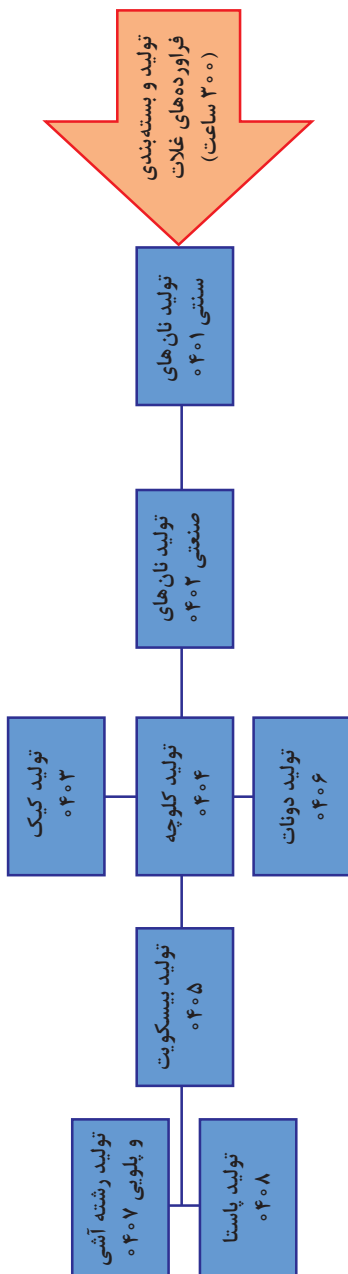 تولید و بسته‌بندی
فراورده‌های غلات
(۳۰۰ ساعت)
تولید نان‌های
سنتی ۰۴۰۱
تولید نان‌های
صنعتی ۰۴۰۲
تولید کیک
۰۴۰۳
تولید کلوچه
۰۴۰۴
تولید دونات
۰۴۰۶
تولید بیسکویت
۰۴۰۵
تولید رشته آشی
و پلویی ۰۴۰۷
تولید پاستا
۰۴۰۸